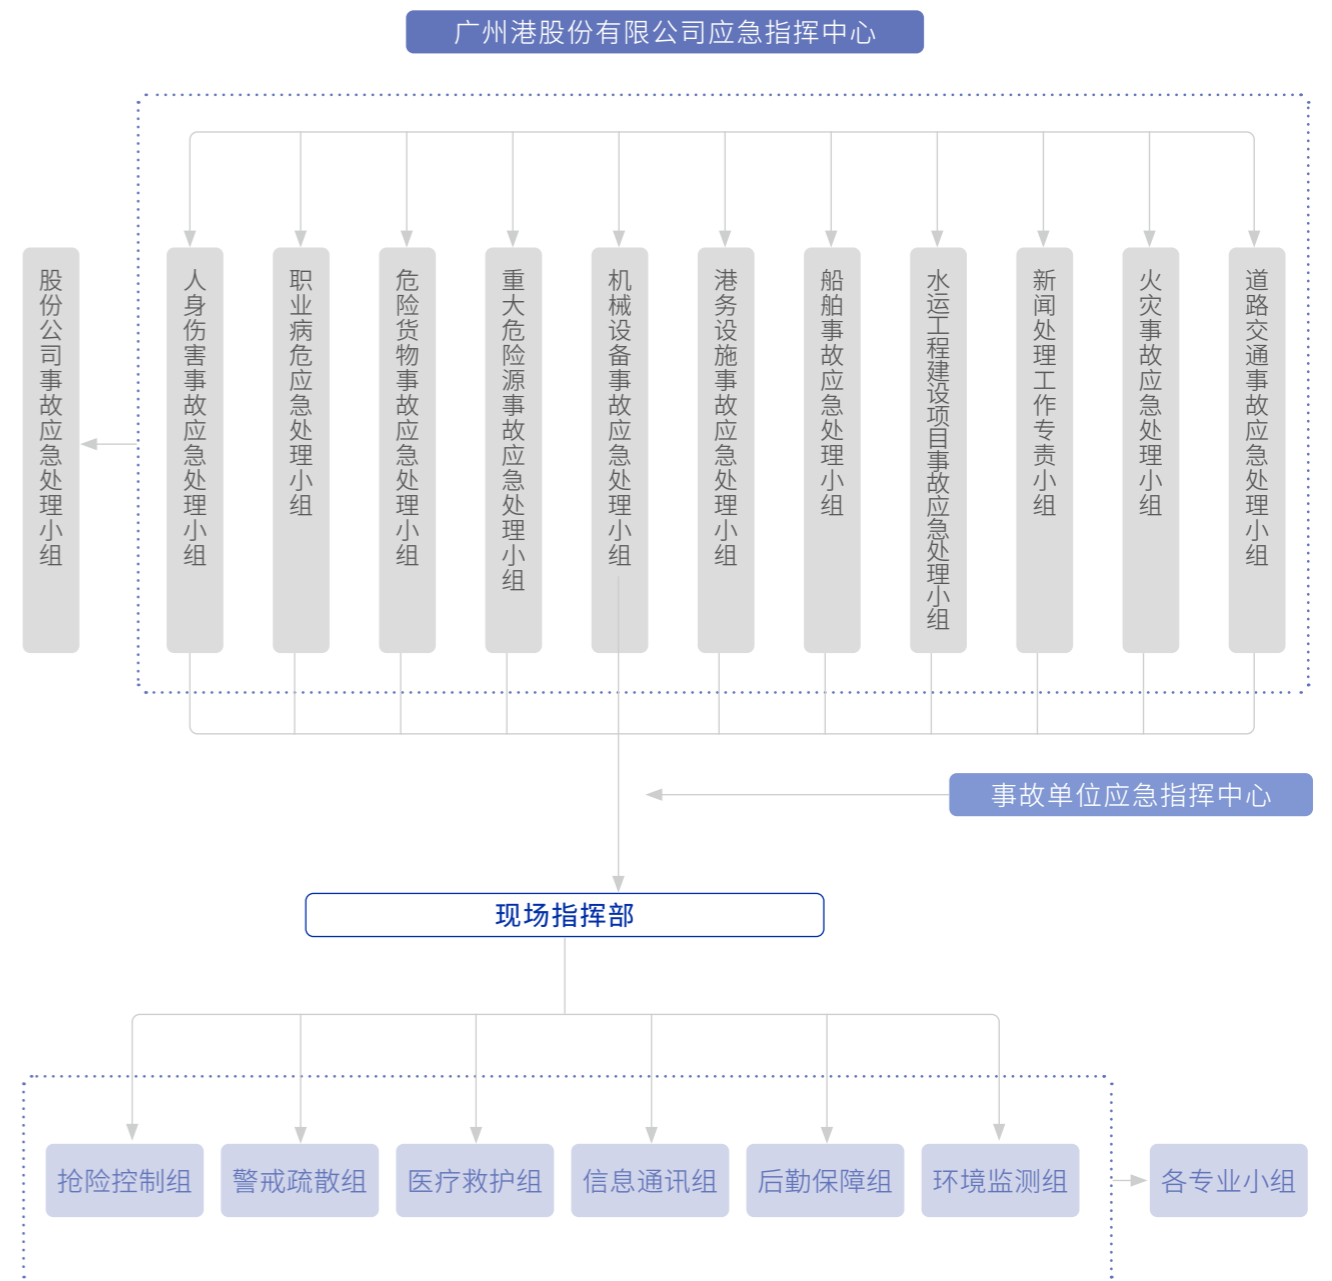 广州港股份有限公司应急指挥中心
股份公司事故应急处理小组
人身伤害事故应急处理小组
职业病危应急处理小组
危险货物事故应急处理小组
重大危险源事故应急处理小组
机械设备事故应急处理小组
港务设施事故应急处理小组
船舶事故应急处理小组
水运工程建设项目事故应急处理小组
新闻处理工作专责小组
火灾事故应急处理小组
道路交通事故应急处理小组
事故单位应急指挥中心
现场指挥部
抢险控制组
警戒疏散组
医疗救护组
信息通讯组
后勤保障组
环境监测组
各专业小组